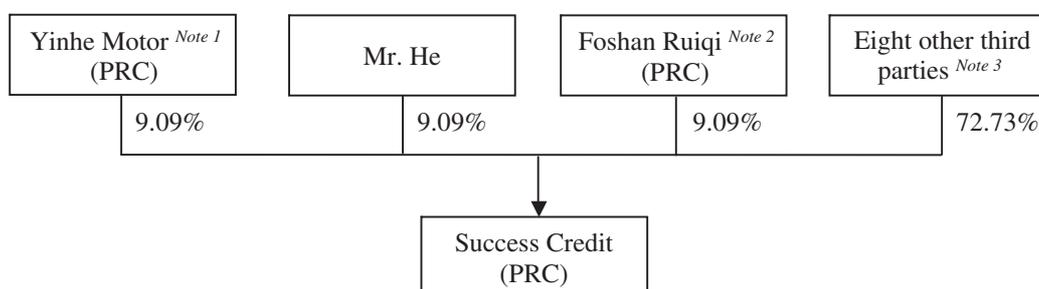 Yinhe Motor Note 1
(PRC)
Mr. He
Foshan Ruiqi Note 2
(PRC)
Eight other third
parties Note 3
9.09%
9.09%
9.09%
72.73%
Success Credit
(PRC)